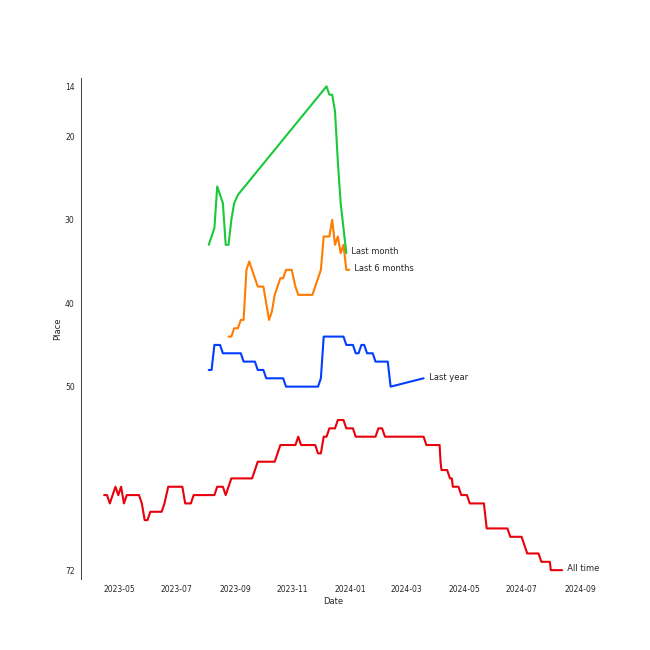 14
20
30
40
50
72
Place
Last month
Last 6 months
Last year
All time
2023-05
2023-07
2023-09
2023-11
2024-01
2024-03
2024-05
2024-07
2024-09
Date